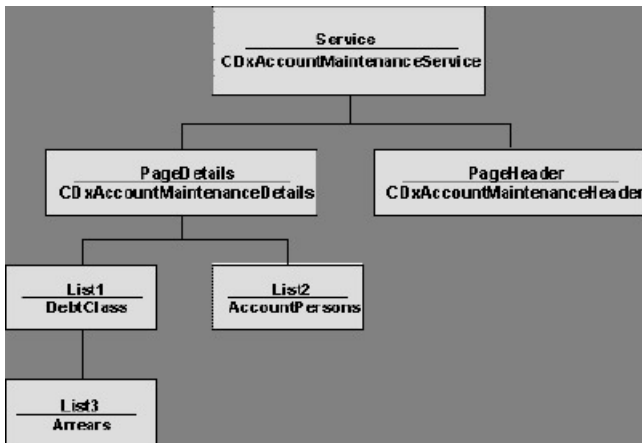 Service
CDxAccountMaintenanceService
PageDetails
CDxAccountMaintenanceDetails
PageHeader
CDxAccountMaintenanceHeader
List1
DebtClass
List2
AccountPersons
List3
Arrears